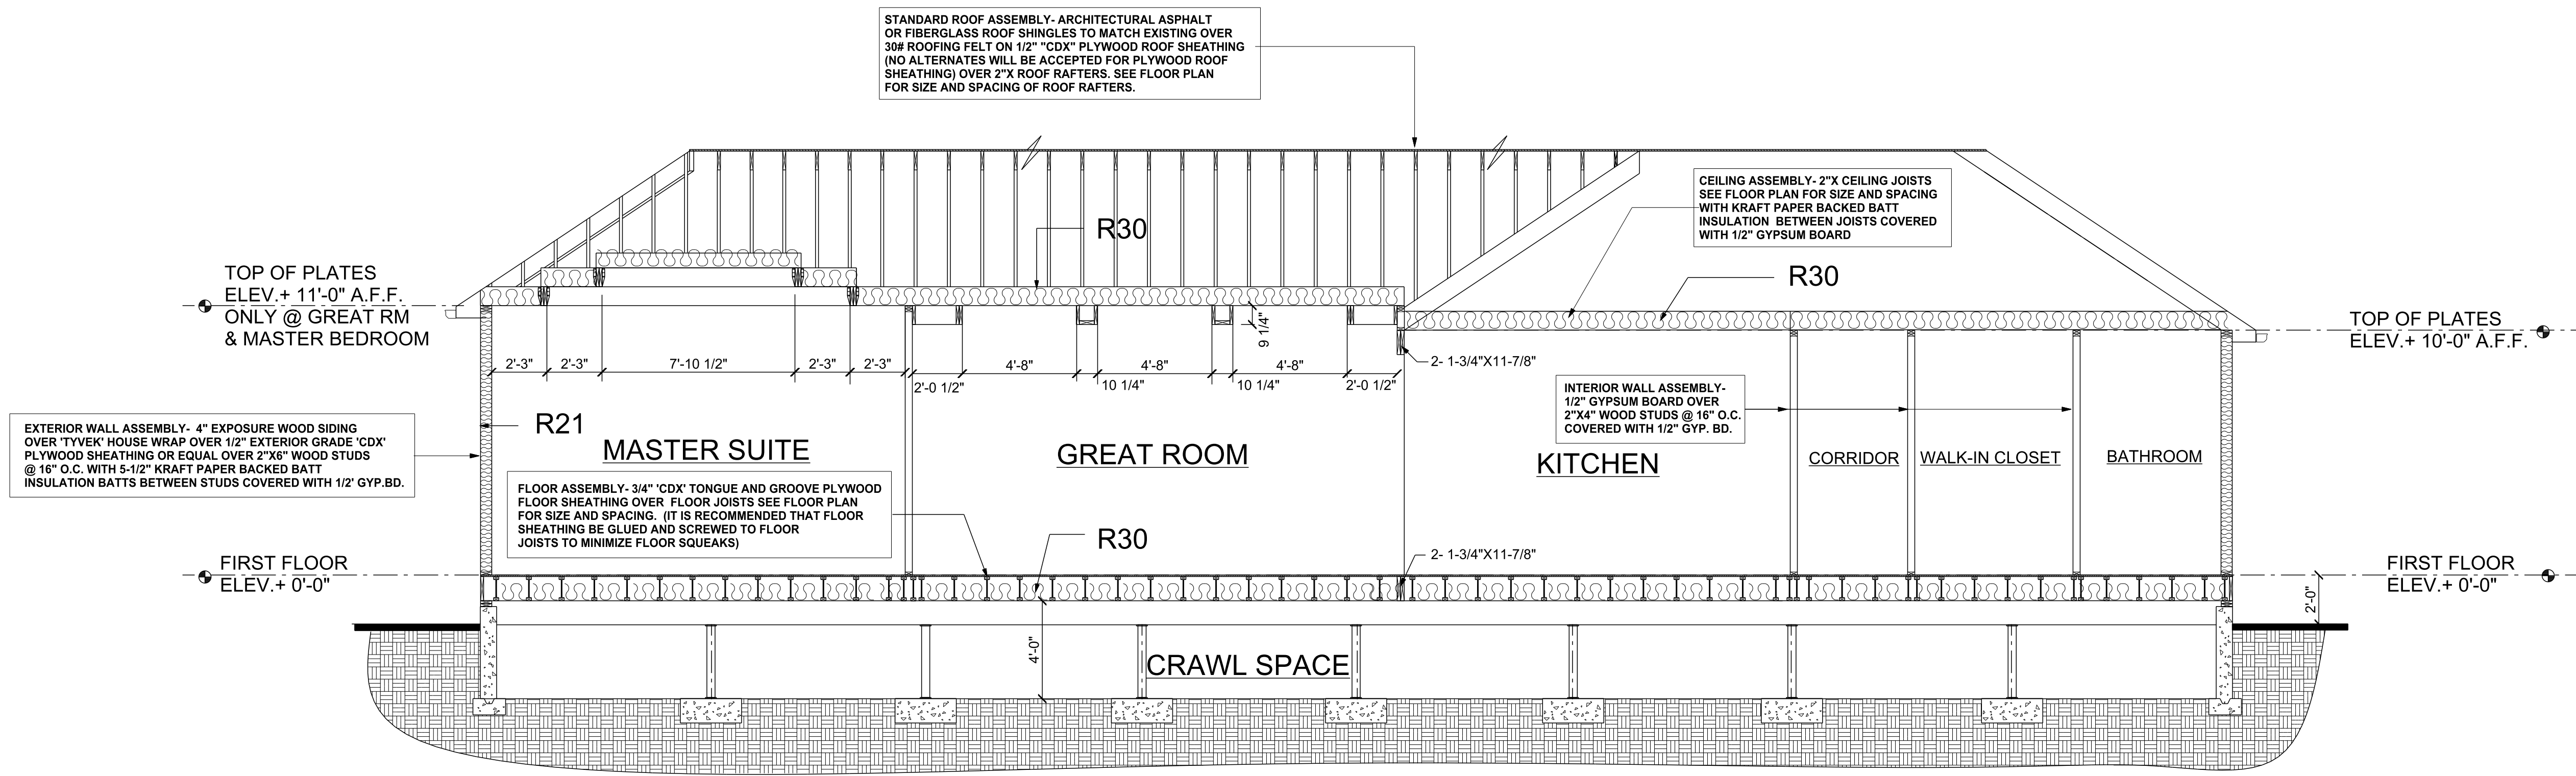 STANDARD ROOF ASSEMBLY- ARCHITECTURAL ASPHALT
OR FIBERGLASS ROOF SHINGLES TO MATCH EXISTING OVER
30# ROOFING FELT ON 1/2" "CDX" PLYWOOD ROOF SHEATHING
(NO ALTERNATES WILL BE ACCEPTED FOR PLYWOOD ROOF
SHEATHING) OVER 2"X ROOF RAFTERS. SEE FLOOR PLAN
FOR SIZE AND SPACING OF ROOF RAFTERS.
CEILING ASSEMBLY- 2"X CEILING JOISTS
SEE FLOOR PLAN FOR SIZE AND SPACING
WITH KRAFT PAPER BACKED BATT
INSULATION BETWEEN JOISTS COVERED
WITH 1/2" GYPSUM BOARD
R30
R30
TOP OF PLATES
ELEV.+ 11'-0" A.F.F.
ONLY @ GREAT RM
& MASTER BEDROOM
TOP OF PLATES
ELEV.+ 10'-0" A.F.F.
9 1/4"
2'-3"
2'-3"
7'-10 1/2"
2'-3"
2'-3"
2'-0 1/2"
4'-8"
10 1/4"
4'-8"
10 1/4"
4'-8"
2'-0 1/2"
2- 1-3/4"X11-7/8"
INTERIOR WALL ASSEMBLY-
1/2" GYPSUM BOARD OVER
2"X4" WOOD STUDS @ 16" O.C.
COVERED WITH 1/2" GYP. BD.
EXTERIOR WALL ASSEMBLY- 4" EXPOSURE WOOD SIDING
OVER 'TYVEK' HOUSE WRAP OVER 1/2" EXTERIOR GRADE 'CDX'
PLYWOOD SHEATHING OR EQUAL OVER 2"X6" WOOD STUDS
@ 16" O.C. WITH 5-1/2" KRAFT PAPER BACKED BATT
INSULATION BATTS BETWEEN STUDS COVERED WITH 1/2' GYP.BD.
R21
MASTER SUITE
GREAT ROOM
KITCHEN
CORRIDOR
WALK-IN CLOSET
BATHROOM
FLOOR ASSEMBLY- 3/4" 'CDX' TONGUE AND GROOVE PLYWOOD
FLOOR SHEATHING OVER FLOOR JOISTS SEE FLOOR PLAN
FOR SIZE AND SPACING. (IT IS RECOMMENDED THAT FLOOR
SHEATHING BE GLUED AND SCREWED TO FLOOR
JOISTS TO MINIMIZE FLOOR SQUEAKS)
R30
2- 1-3/4"X11-7/8"
FIRST FLOOR
ELEV.+ 0'-0"
FIRST FLOOR
ELEV.+ 0'-0"
2'-0"
4'-0"
CRAWL SPACE